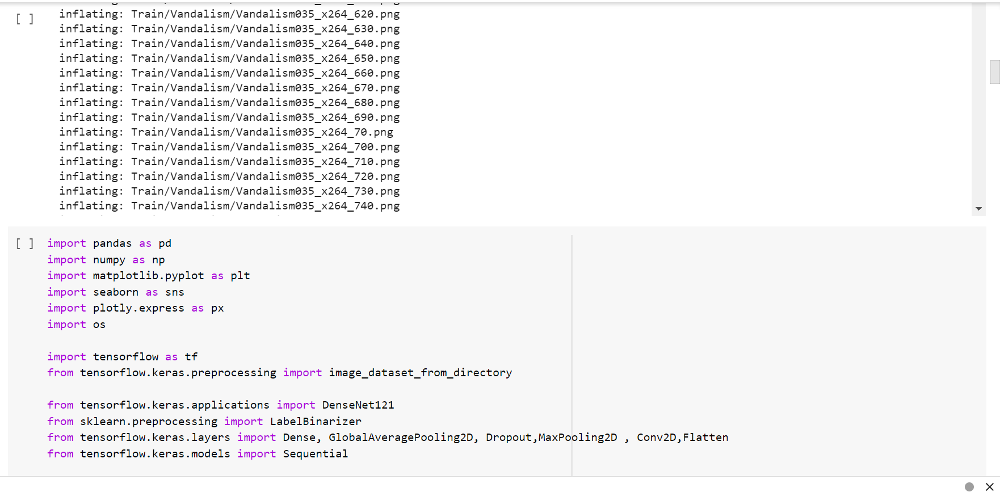 [ ]
inflating: Train/Vandalism/Vandalism035_x264_620.png
inflating: Train/Vandalism/Vandalism035_x264_630.png
inflating: Train/Vandalism/Vandalism035_x264_640.png
inflating: Train/Vandalism/Vandalism035_x264_650.png
inflating: Train/Vandalism/Vandalism035_x264_660.png
inflating: Train/Vandalism/Vandalism035_x264_670.png
inflating: Train/Vandalism/Vandalism035_x264_680.png
inflating: Train/Vandalism/Vandalism035_x264_690.png
inflating: Train/Vandalism/Vandalism035_x264_70.png
inflating: Train/Vandalism/Vandalism035_x264_700.png
inflating: Train/Vandalism/Vandalism035_x264_710.png
inflating: Train/Vandalism/Vandalism035_x264_720.png
inflating: Train/Vandalism/Vandalism035_x264_730.png
inflating: Train/Vandalism/Vandalism035_x264_740.png
[ ] import pandas as pd
import numpy as np
import matplotlib.pyplot as plt
import seaborn as sns
import plotly.express as px
import os
import tensorflow as tf
from tensorflow.keras.preprocessing import image_dataset_from_directory
from tensorflow.keras.applications import DenseNet121
from sklearn.preprocessing import LabelBinarizer
from tensorflow.keras.layers import Dense, GlobalAveragePooling2D, Dropout,MaxPooling2D , Conv2D,Flatten
from tensorflow.keras.models import Sequential